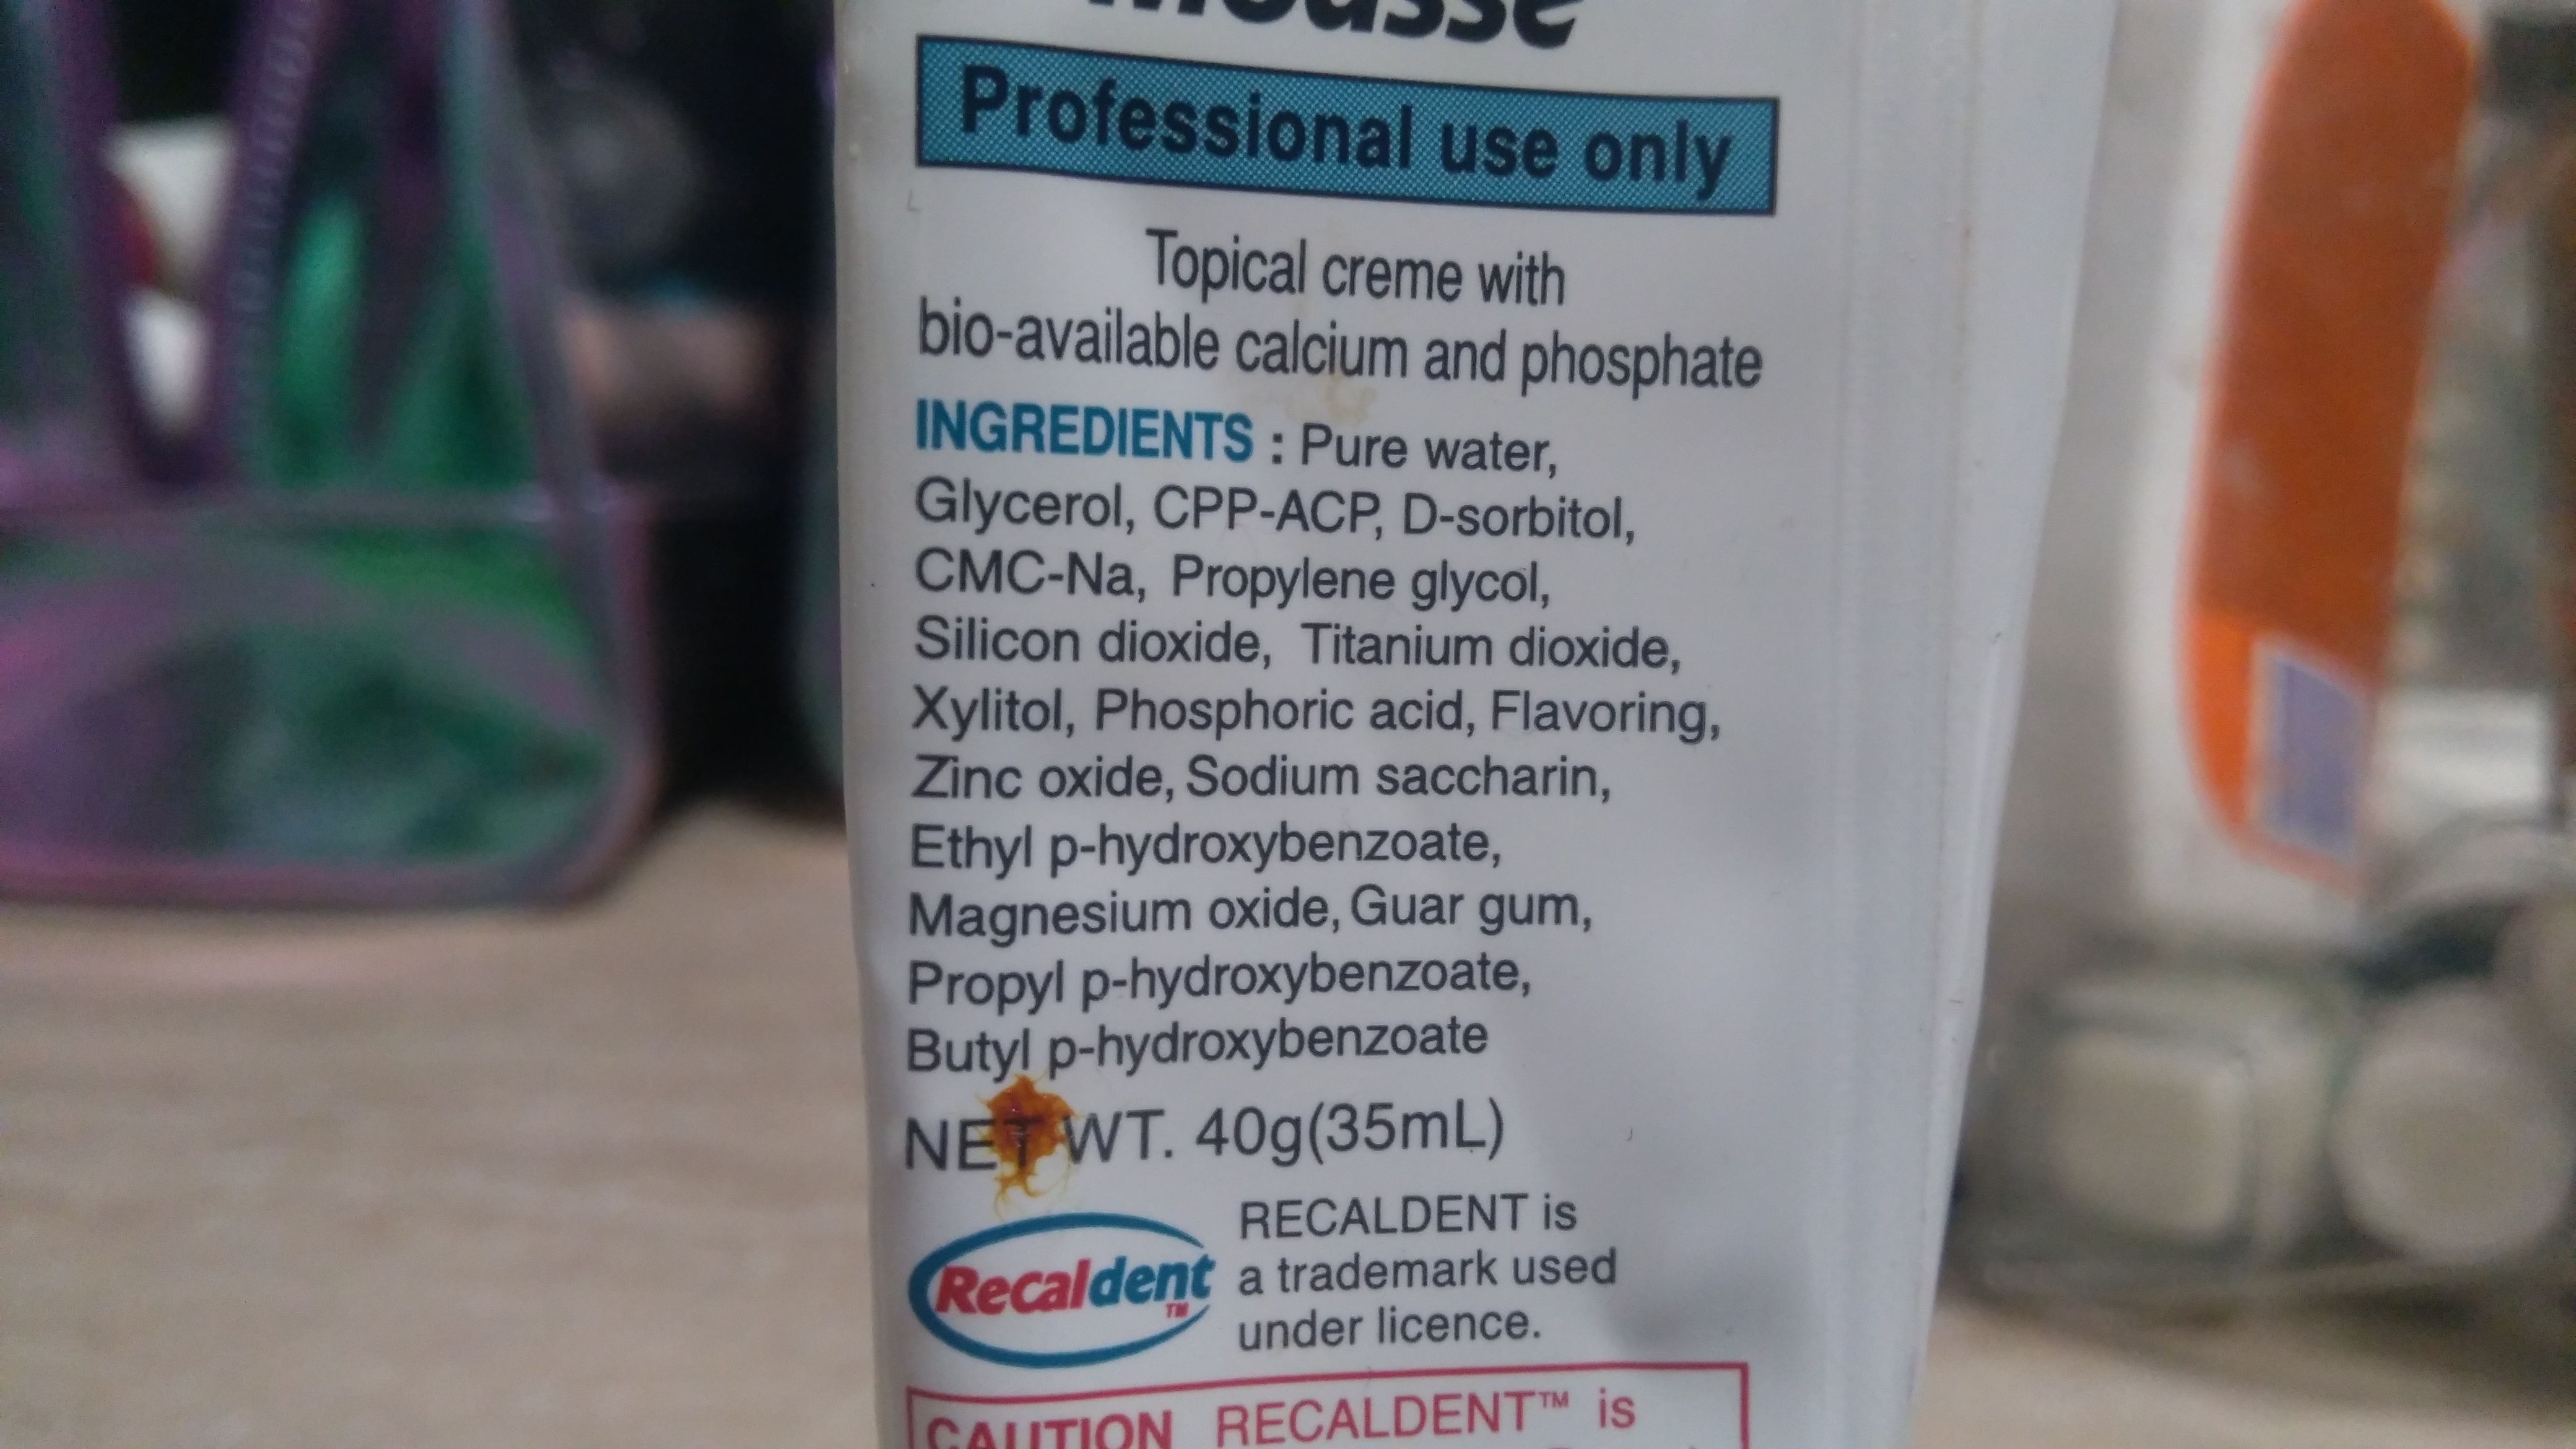 Mousse
Professional use only
Topical creme with
bio-available calcium and phosphate
INGREDIENTS : Pure water,
Glycerol, CPP-ACP, D-sorbitol,
CMC-Na, Propylene glycol,
Silicon dioxide, Titanium dioxide,
Xylitol, Phosphoric acid, Flavoring,
Zinc oxide, Sodium saccharin,
Ethyl p-hydroxybenzoate,
Magnesium oxide, Guar gum,
Propyl p-hydroxybenzoate,
Butyl p-hydroxybenzoate
NET WT. 40g(35mL)
Recaldent™
RECALDENT is
a trademark used
under licence.
CAUTION RECALDENT™ is